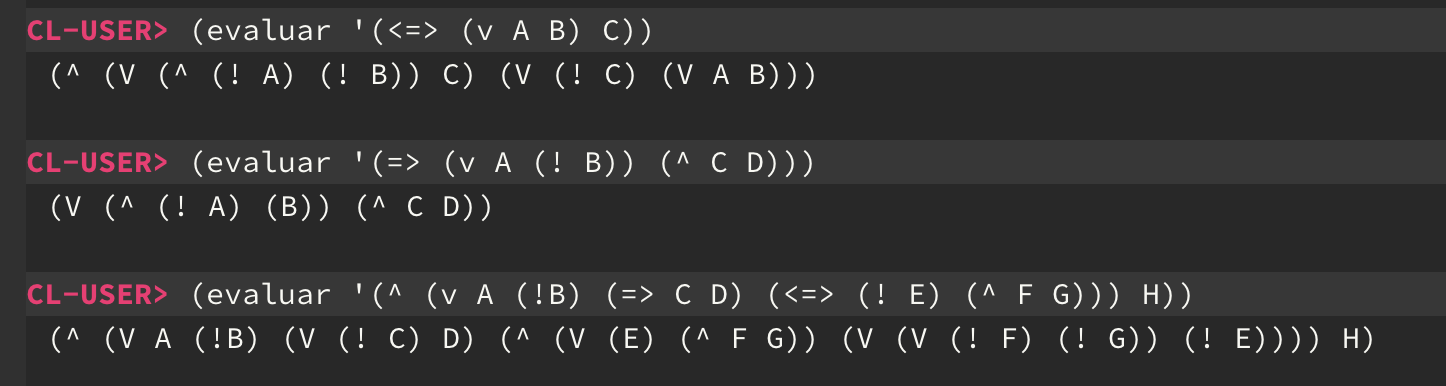 CL-USER> (evaluar '(<=> (v A B) C))
(^ (V (^ (! A) (! B)) C) (V (! C) (V A B)))
CL-USER> (evaluar '(=> (v A (! B)) (^ C D)))
(V (^ (! A) (B)) (^ C D))
CL-USER> (evaluar '(^ (v A (!B) (=> C D) (<=> (! E) (^ F G))) H))
(^ (V A (!B) (V (! C) D) (^ (V (E) (^ F G)) (V (V (! F) (! G)) (! E)))) H)